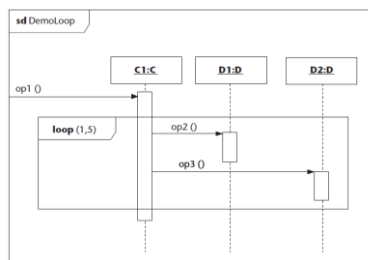 sd DemoLoop
C1:C
D1:D
D2:D
op1 ()
loop (1,5)
op2 ()
op3 ()